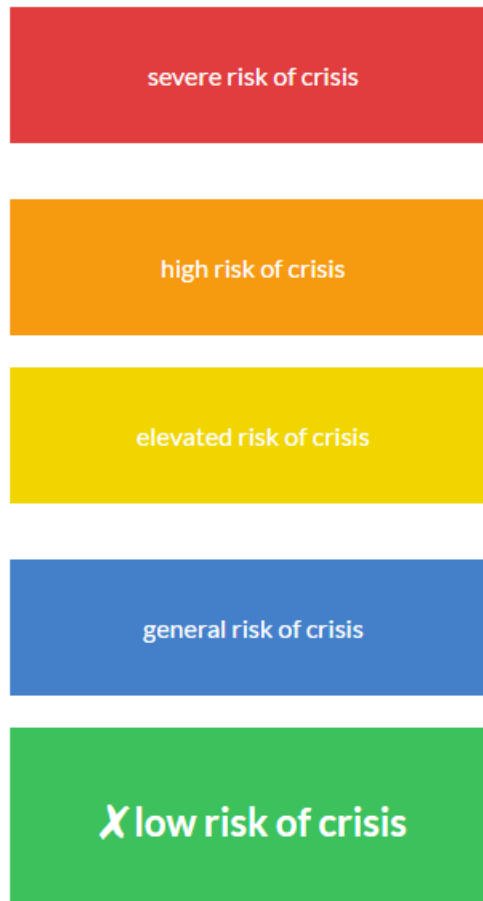 severe risk of crisis
high risk of crisis
elevated risk of crisis
general risk of crisis
✗ low risk of crisis